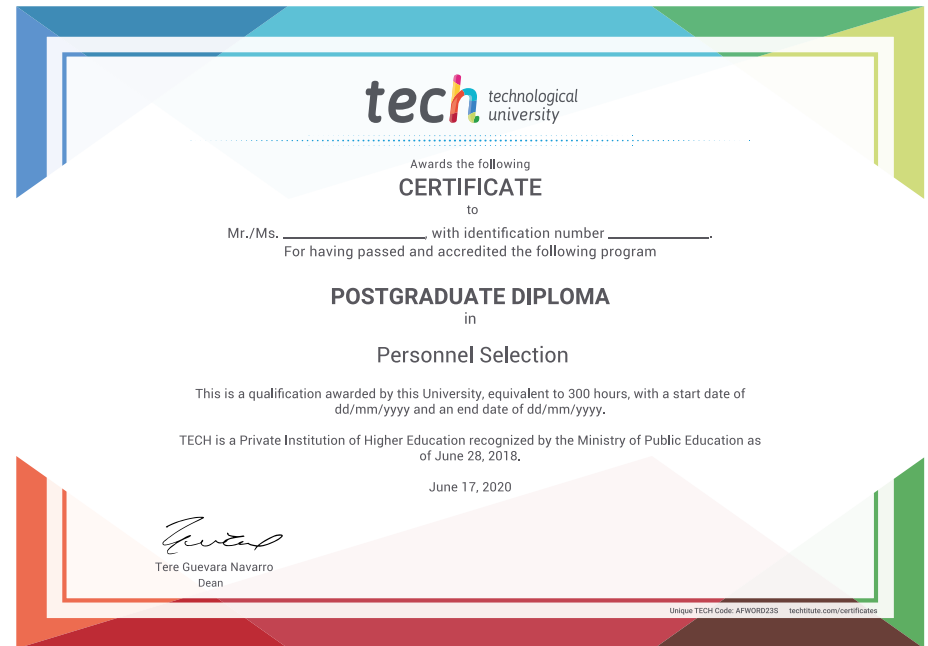 tech technological
university
Awards the following
CERTIFICATE
to
Mr./Ms. ____________, with identification number ____________.
For having passed and accredited the following program
POSTGRADUATE DIPLOMA
in
Personnel Selection
This is a qualification awarded by this University, equivalent to 300 hours, with a start date of
dd/mm/yyyy and an end date of dd/mm/yyyy.
TECH is a Private Institution of Higher Education recognized by the Ministry of Public Education as
of June 28, 2018.
June 17, 2020
Tere Guevara Navarro
Dean
Unique TECH Code: AFWORD23S techtitute.com/certificates